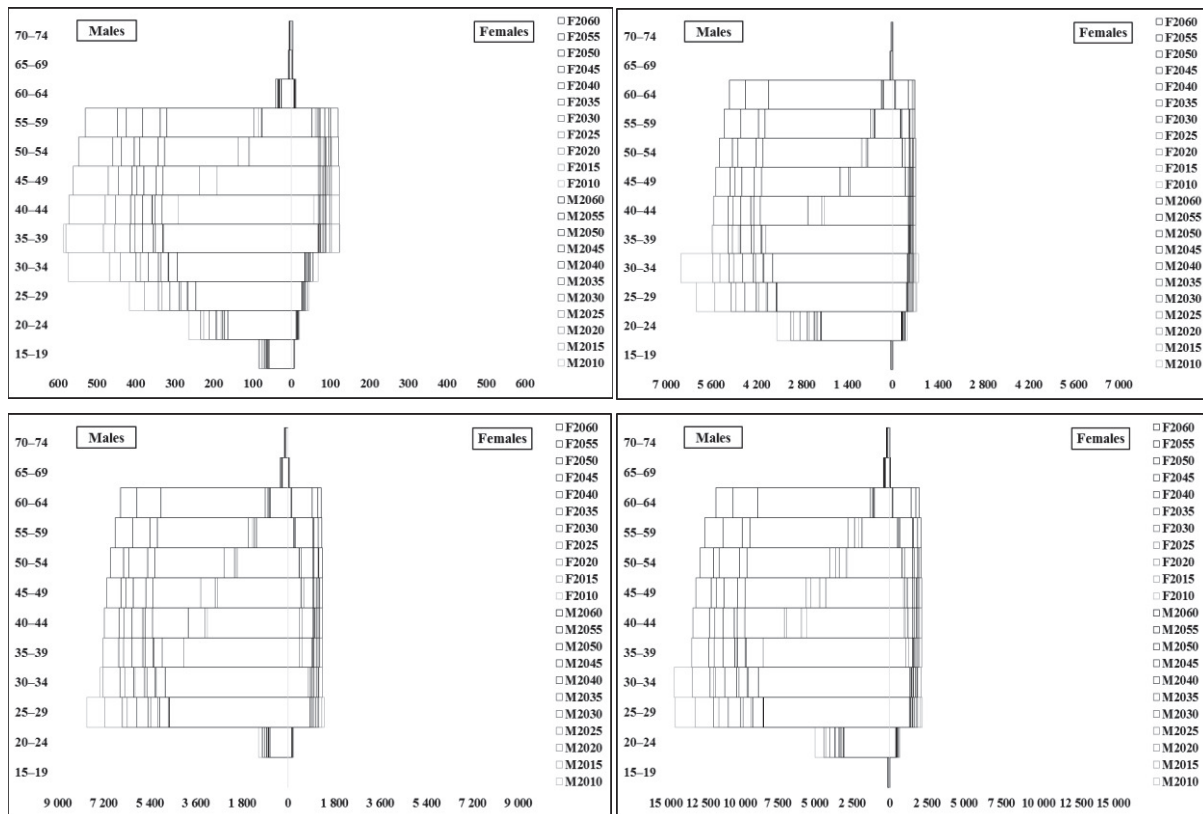 Males
Females
70–74
65–69
60–64
55–59
50–54
45–49
40–44
35–39
30–34
25–29
20–24
15–19
600 500 400 300 200 100 0 100 200 300 400 500 600
F2060
F2055
F2050
F2045
F2040
F2035
F2030
F2025
F2020
F2015
F2010
M2060
M2055
M2050
M2045
M2040
M2035
M2030
M2025
M2020
M2015
M2010
Males
Females
70–74
65–69
60–64
55–59
50–54
45–49
40–44
35–39
30–34
25–29
20–24
15–19
7 000 5 600 4 200 2 800 1 400 0 1 400 2 800 4 200 5 600 7 000
F2060
F2055
F2050
F2045
F2040
F2035
F2030
F2025
F2020
F2015
F2010
M2060
M2055
M2050
M2045
M2040
M2035
M2030
M2025
M2020
M2015
M2010
Males
Females
70–74
65–69
60–64
55–59
50–54
45–49
40–44
35–39
30–34
25–29
20–24
15–19
9 000 7 200 5 400 3 600 1 800 0 1 800 3 600 5 400 7 200 9 000
F2060
F2055
F2050
F2045
F2040
F2035
F2030
F2025
F2020
F2015
F2010
M2060
M2055
M2050
M2045
M2040
M2035
M2030
M2025
M2020
M2015
M2010
Males
Females
70–74
65–69
60–64
55–59
50–54
45–49
40–44
35–39
30–34
25–29
20–24
15–19
15 000 12 500 10 000 7 500 5 000 2 500 0 2 500 5 000 7 500 10 000 12 500 15 000
F2060
F2055
F2050
F2045
F2040
F2035
F2030
F2025
F2020
F2015
F2010
M2060
M2055
M2050
M2045
M2040
M2035
M2030
M2025
M2020
M2015
M2010